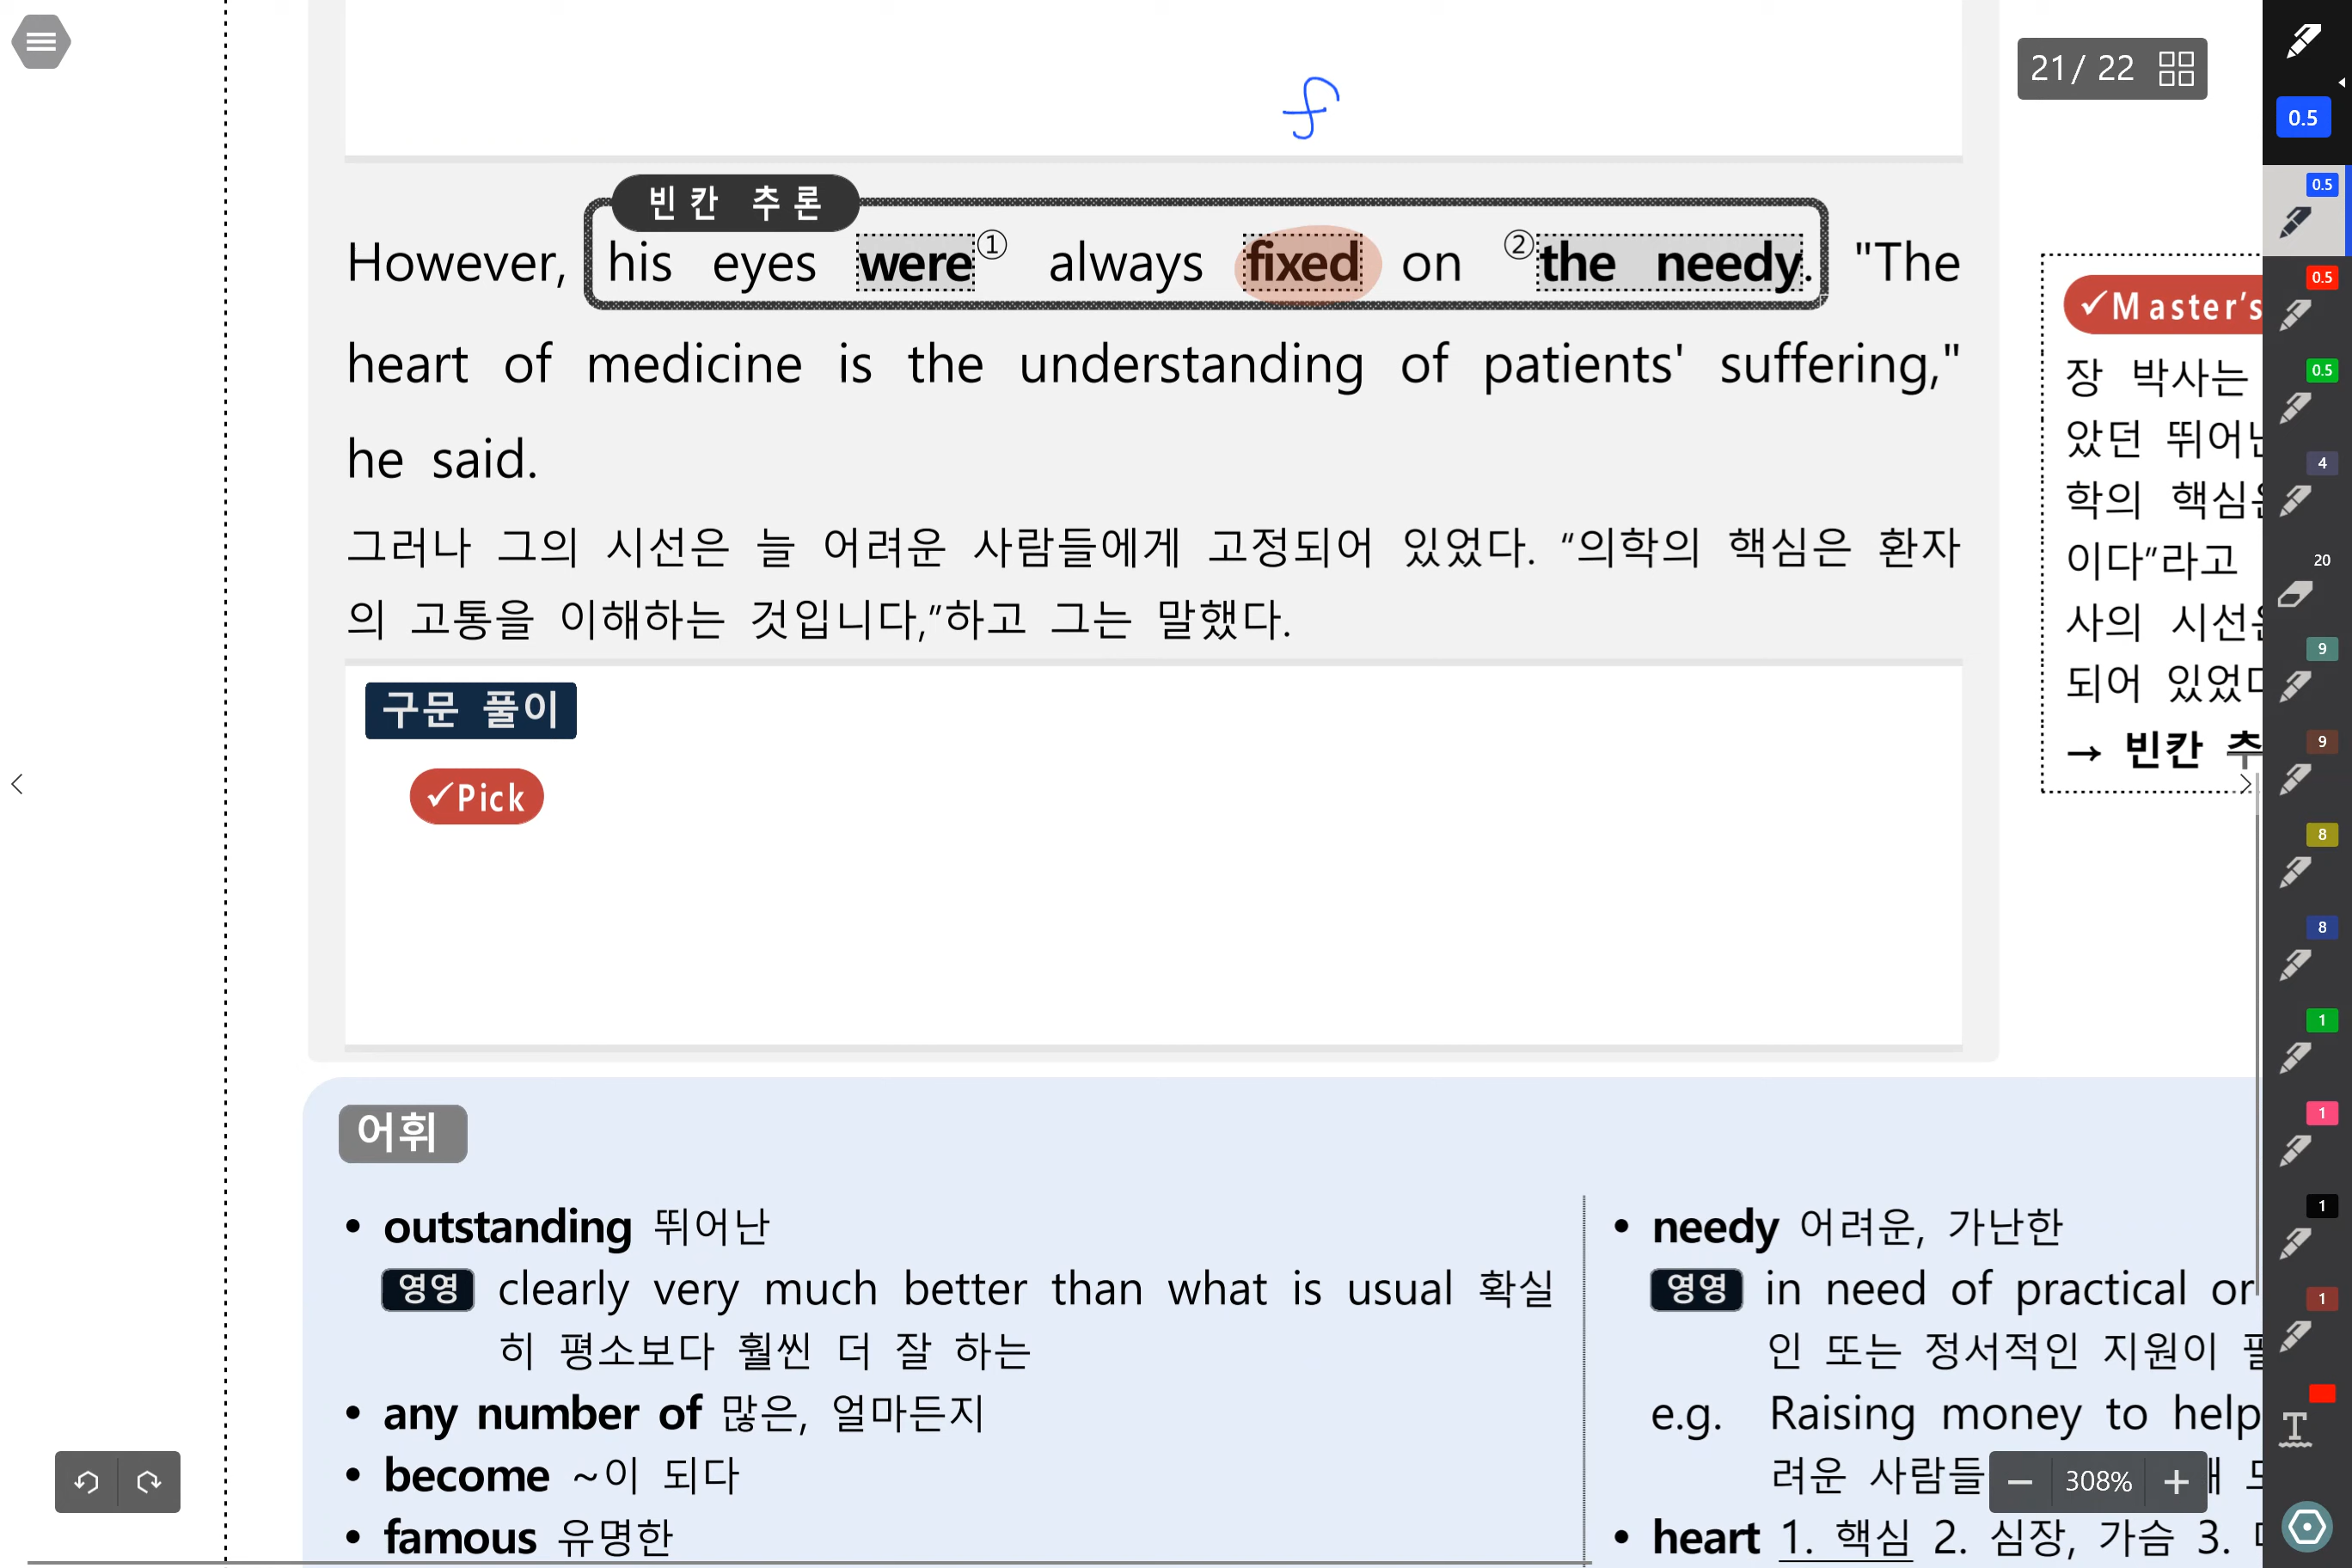 21/ 22
0.5
f
빈칸 추론
However, his eyes were① always fixed on ②the needy. "The
heart of medicine is the understanding of patients' suffering,"
he said.
그러나 그의 시선은 늘 어려운 사람들에게 고정되어 있었다. “의학의 핵심은 환자
의 고통을 이해하는 것입니다,”하고 그는 말했다.
구문 풀이
✓Pick
✓Master’s
장 박사는
았던 뛰어난
학의 핵심은
이다”라고
사의 시선은
되어 있었다
→ 빈칸 추
어휘
• outstanding 뛰어난
영영 clearly very much better than what is usual 확실
히 평소보다 훨씬 더 잘 하는
• any number of 많은, 얼마든지
• become ~이 되다
• famous 유명한
• needy 어려운, 가난한
영영 in need of practical or
인 또는 정서적인 지원이
e.g. Raising money to help
려운 사람들
• heart 1. 핵심 2. 심장, 가슴 3.
308%
0.5
0.5
0.5
4
20
9
9
8
8
1
1
1
1
T